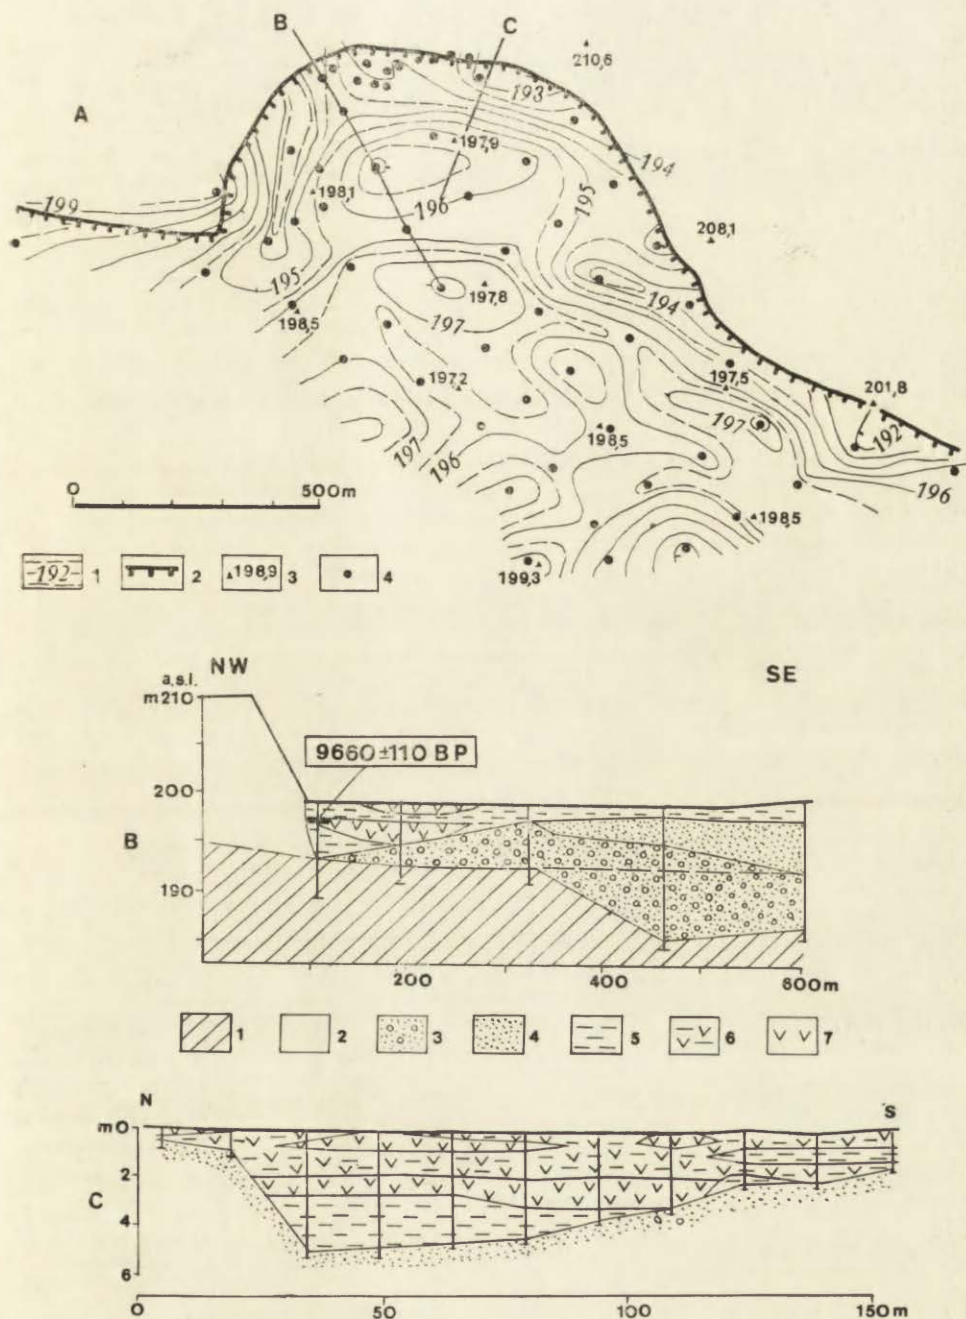 B C
210,6
A
193
197,9 194
198,1
199 196 195
208,1
195 194
198,5 197,8
197
197,2 197,5 201,8
197 192
197 196 198,5
196
0 500m
198,5
199,3
192 1 2 198,9 3 4
NW SE
a.s.l.
m210
9660±110 BP
200
B
190
200 400 600m
1 2 3 4 5 6 7
N S
m0
2
C
4
6
0 50 100 150m